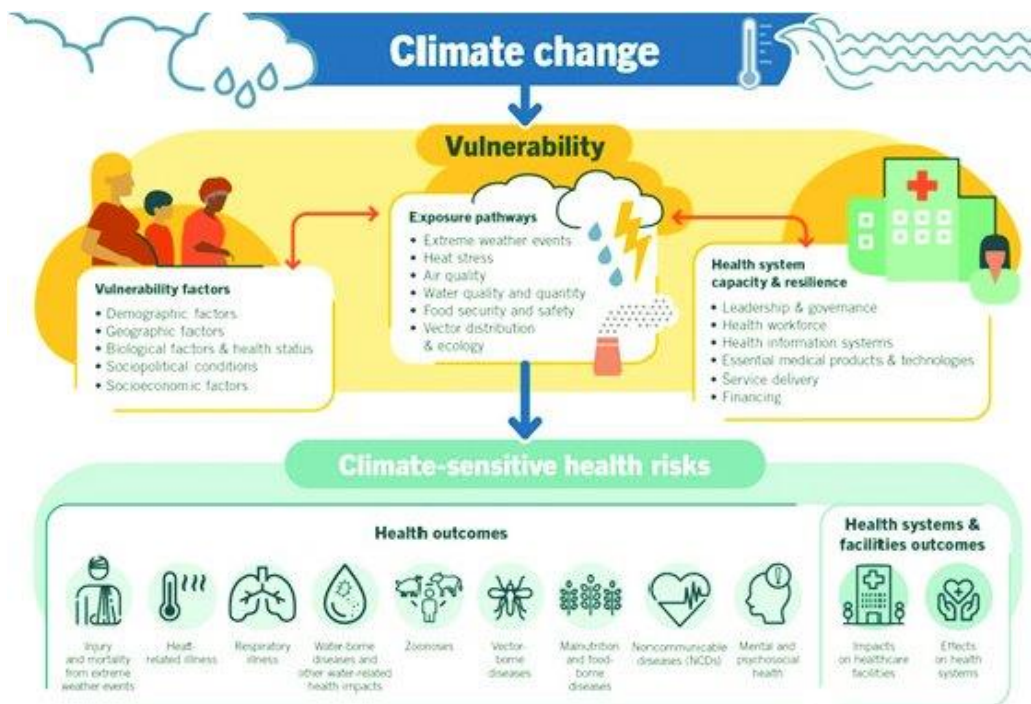 Climate change
Vulnerability
Vulnerability factors
• Demographic factors
• Geographic factors
• Biological factors & health status
• Sociopolitical conditions
• Socioeconomic factors
Exposure pathways
• Extreme weather events
• Heat stress
• Air quality
• Water quality and quantity
• Food security and safety
• Vector distribution
& ecology
Health system
capacity & resilience
• Leadership & governance
• Health workforce
• Health information systems
• Essential medical products & technologies
• Service delivery
• Financing
Climate-sensitive health risks
Health outcomes
Injury
and mortality
from extreme
weather events
Heat-
related illness
Respiratory
illness
Water-borne
diseases and
other water-related
health impacts
Zoonoses
Vector-
borne
diseases
Malnutrition
and food-
borne
diseases
Noncommunicable
diseases (NCDs)
Mental and
psychosocial
health
Health systems &
facilities outcomes
Impacts
on healthcare
facilities
Effects
on health
systems